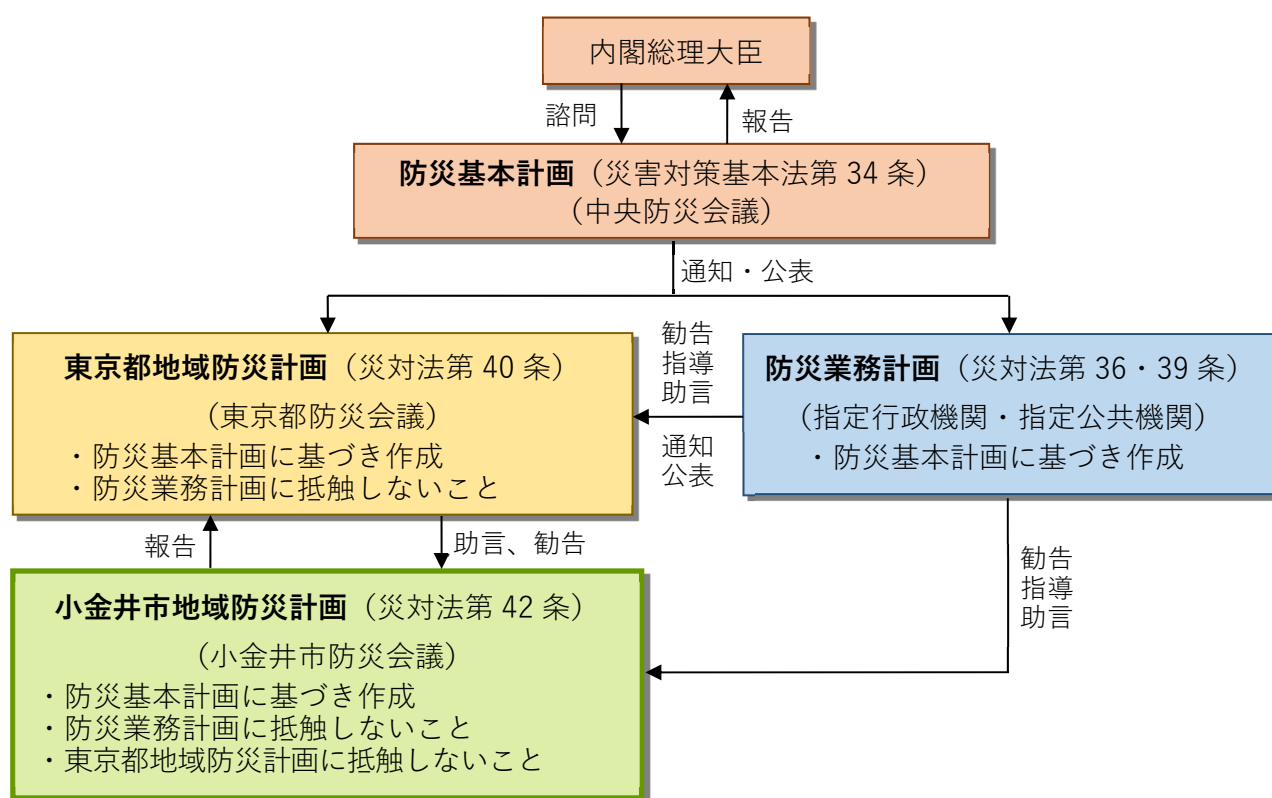 内閣総理大臣
諮問
報告
防災基本計画（災害対策基本法第 34 条）
（中央防災会議）
通知・公表
東京都地域防災計画（災対法第 40 条）
（東京都防災会議）
・防災基本計画に基づき作成
・防災業務計画に抵触しないこと
勧告
指導
助言
通知
公表
防災業務計画（災対法第 36・39 条）
（指定行政機関・指定公共機関）
・防災基本計画に基づき作成
報告
助言、勧告
勧告
指導
助言
小金井市地域防災計画（災対法第 42 条）
（小金井市防災会議）
・防災基本計画に基づき作成
・防災業務計画に抵触しないこと
・東京都地域防災計画に抵触しないこと